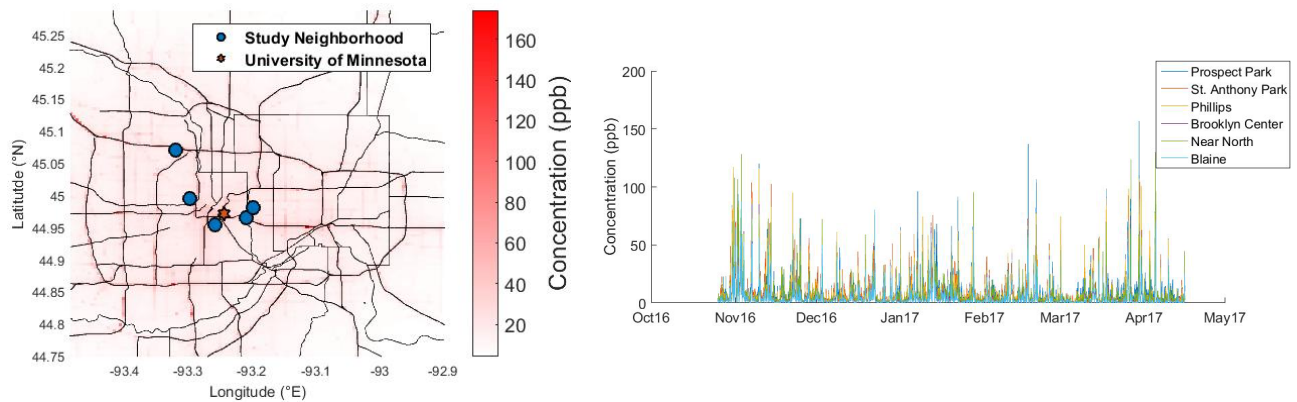 Study Neighborhood
University of Minnesota
45.25
45.2
45.15
45.1
45.05
45
44.95
44.9
44.85
44.8
44.75
Latitutde (°N)
-93.4
-93.3
-93.2
-93.1
-93
-92.9
Longitude (°E)
160
140
120
100
80
60
40
20
Concentration (ppb)
200
150
100
50
0
Concentration (ppb)
Oct16
Nov16
Dec16
Jan17
Feb17
Mar17
Apr17
May17
Prospect Park
St. Anthony Park
Phillips
Brooklyn Center
Near North
Blaine